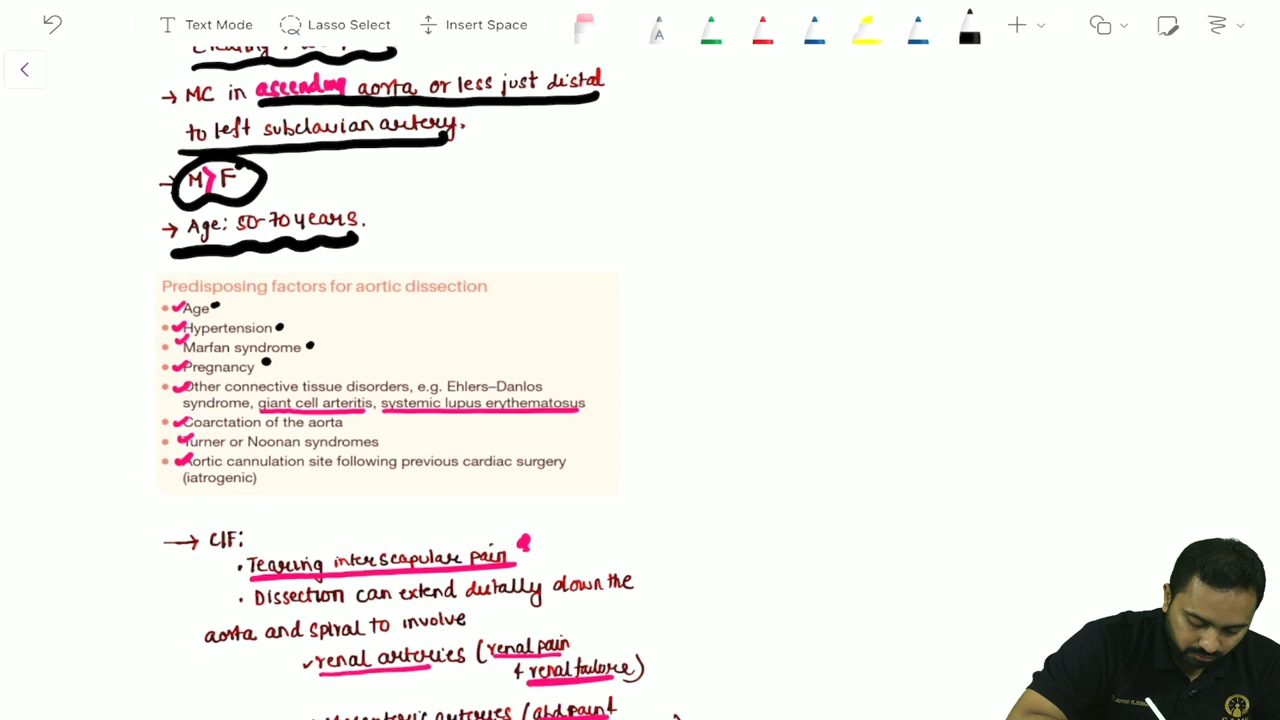 Text Mode
Lasso Select
Insert Space
A
→ MC in ascending aorta or less just distal
to left subclavian artery.
→ M > F
→ Age: 50-70 years.
Predisposing factors for aortic dissection
• Age
• Hypertension
• Marfan syndrome
• Pregnancy
• Other connective tissue disorders, e.g. Ehlers–Danlos
syndrome, giant cell arteritis, systemic lupus erythematosus
• Coarctation of the aorta
• Turner or Noonan syndromes
• Aortic cannulation site following previous cardiac surgery
(iatrogenic)
→ C/F:
• Tearing interscapular pain
• Dissection can extend distally down the
aorta and spiral to involve
✓ renal arteries (renal pain
+ renal failure)
Mesenteric arteries (abd pain +